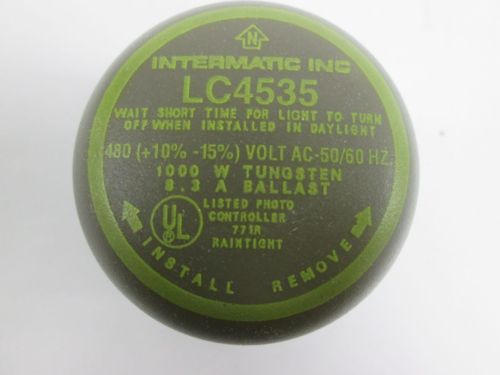 N
INTERMATIC INC
LC4535
WAIT SHORT TIME FOR LIGHT TO TURN
OFF WHEN INSTALLED IN DAYLIGHT
480 (+10% -15%) VOLT AC-50/60 HZ.
1000 W TUNGSTEN
8.3 A BALLAST
UL
LISTED PHOTO
CONTROLLER
771R
RAINTIGHT
INSTALL REMOVE